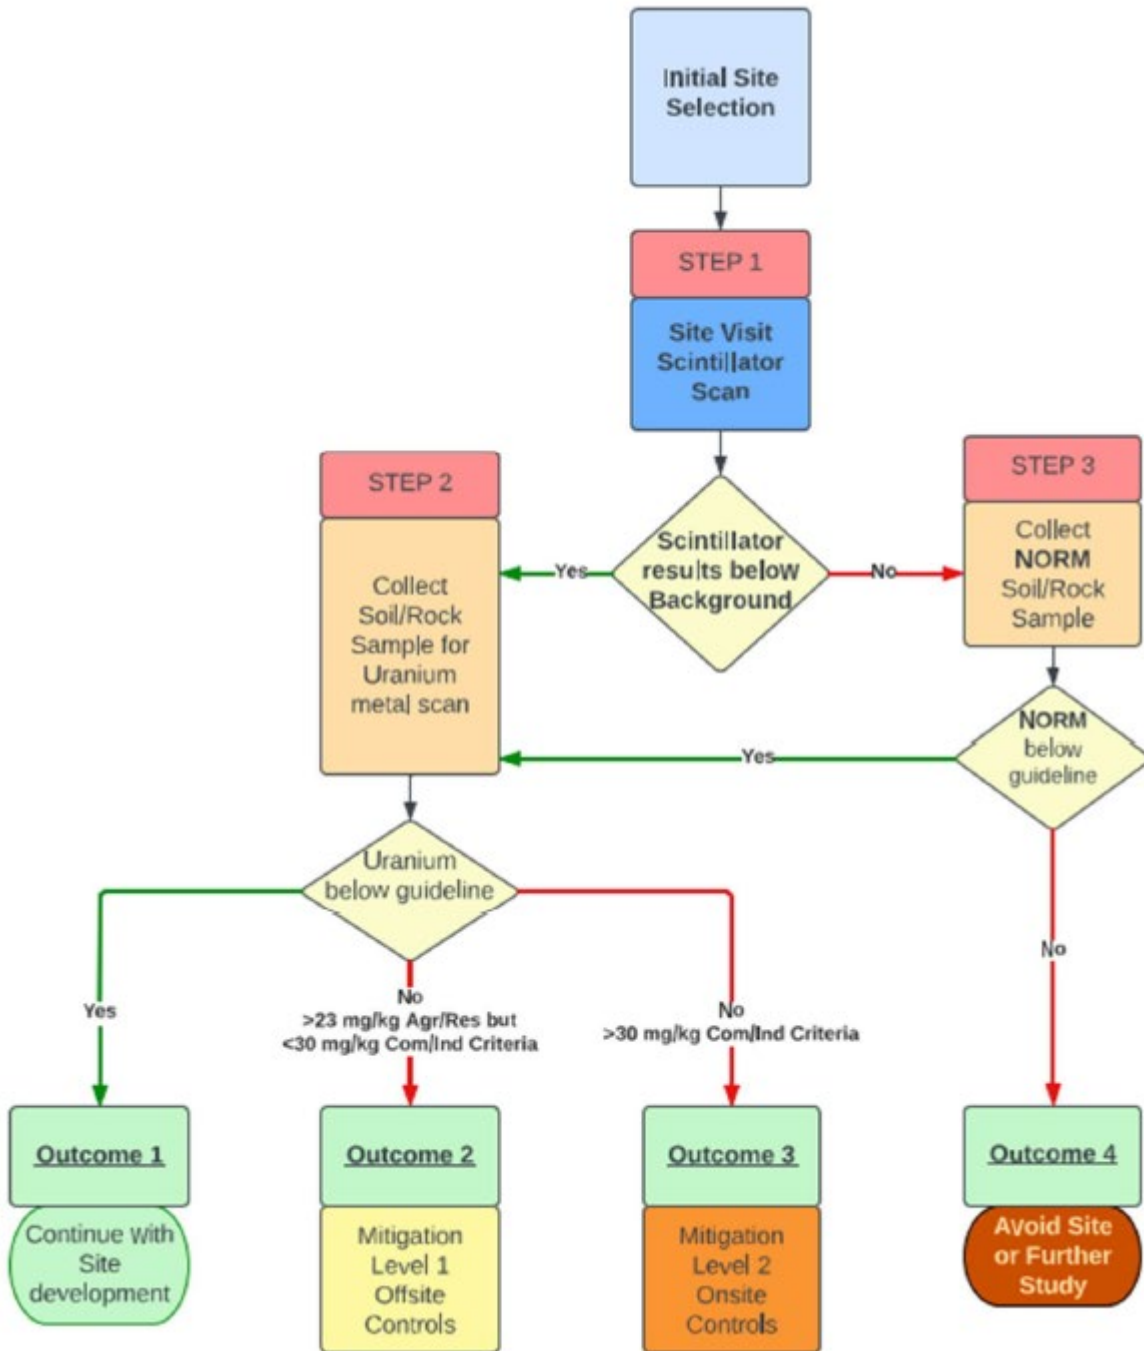 Initial Site
Selection
STEP 1
Site Visit
Scintillator
Scan
STEP 2
Collect
Soil/Rock
Sample for
Uranium
metal scan
Scintillator
results below
Background
Yes
No
STEP 3
Collect
NORM
Soil/Rock
Sample
NORM
below
guideline
Yes
No
Uranium
below guideline
Yes
No
>23 mg/kg Agr/Res but
<30 mg/kg Com/Ind Criteria
No
>30 mg/kg Com/Ind Criteria
Outcome 1
Continue with
Site
development
Outcome 2
Mitigation
Level 1
Offsite
Controls
Outcome 3
Mitigation
Level 2
Onsite
Controls
Outcome 4
Avoid Site
or Further
Study